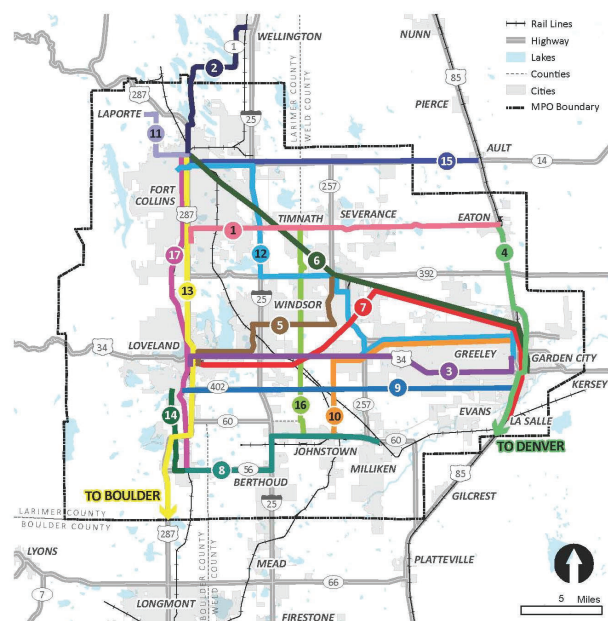 Rail Lines
Highway
Lakes
Counties
Cities
MPO Boundary
WELLINGTON
NUNN
1
2
85
287
PIERCE
LAPORTE
25
LARIMER COUNTY
WELD COUNTY
11
AULT
15
14
257
FORT
COLLINS
287
TIMNATH
SEVERANCE
EATON
1
17
12
6
4
392
13
25
WINDSOR
7
5
34
LOVELAND
34
GREELEY
GARDEN CITY
3
KERSEY
402
9
14
16
10
257
EVANS
LA SALLE
60
60
JOHNSTOWN
MILLIKEN
TO DENVER
8
56
BERTHOUD
85
GILCREST
TO BOULDER
25
LARIMER COUNTY
BOULDER COUNTY
287
LYONS
BOULDER COUNTY
WELD COUNTY
MEAD
PLATTEVILLE
66
7
LONGMONT
FIRESTONE
5
Miles